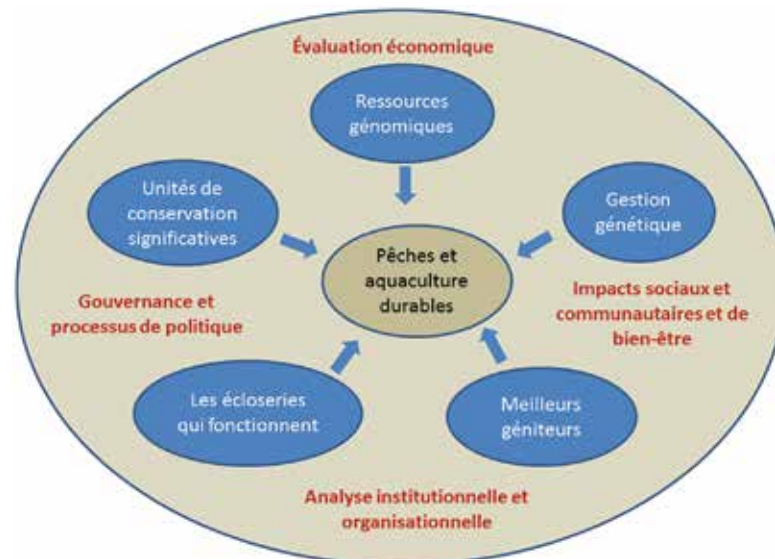 Évaluation économique
Ressources
génomiques
Unités de
conservation
significatives
Gestion
génétique
Pêches et
aquaculture
durables
Gouvernance et
processus de politique
Impacts sociaux et
communautaires et de
bien-être
Les écloseries
qui fonctionnent
Meilleurs
géniteurs
Analyse institutionnelle et
organisationnelle